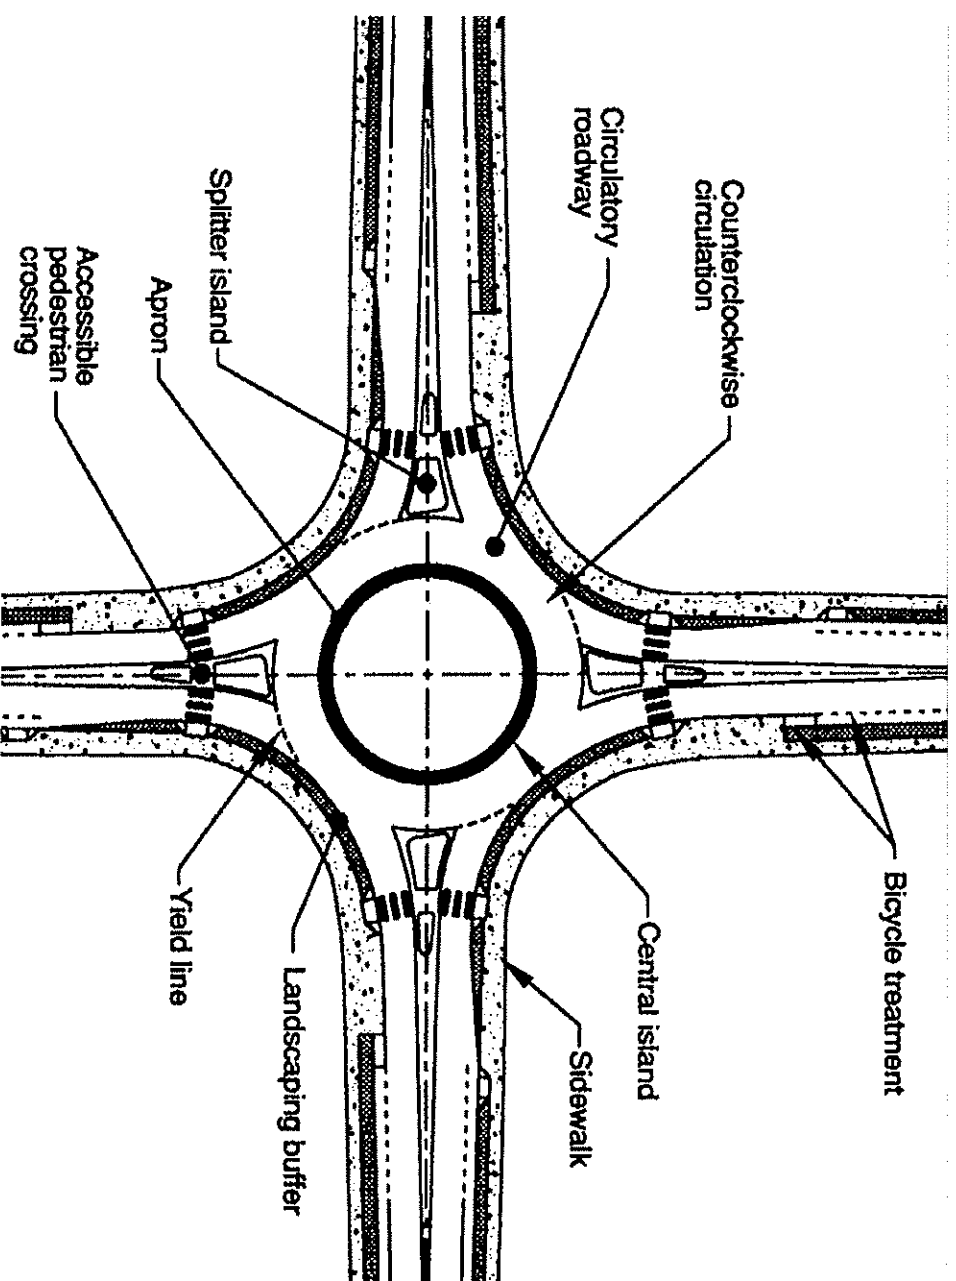 Bicycle treatment
Counterclockwise
circulation
Central island
Circulatory
roadway
Sidewalk
Landscaping buffer
Splitter island
Yield line
Apron
Accessible
pedestrian
crossing